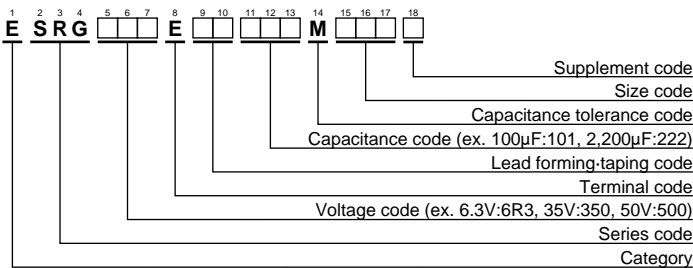 1 2 3 4 5 6 7 8 9 10 11 12 13 14 15 16 17 18
E SRG E M
Supplement code
Size code
Capacitance tolerance code
Capacitance code (ex. 100μF:101, 2,200μF:222)
Lead forming·taping code
Terminal code
Voltage code (ex. 6.3V:6R3, 35V:350, 50V:500)
Series code
Category